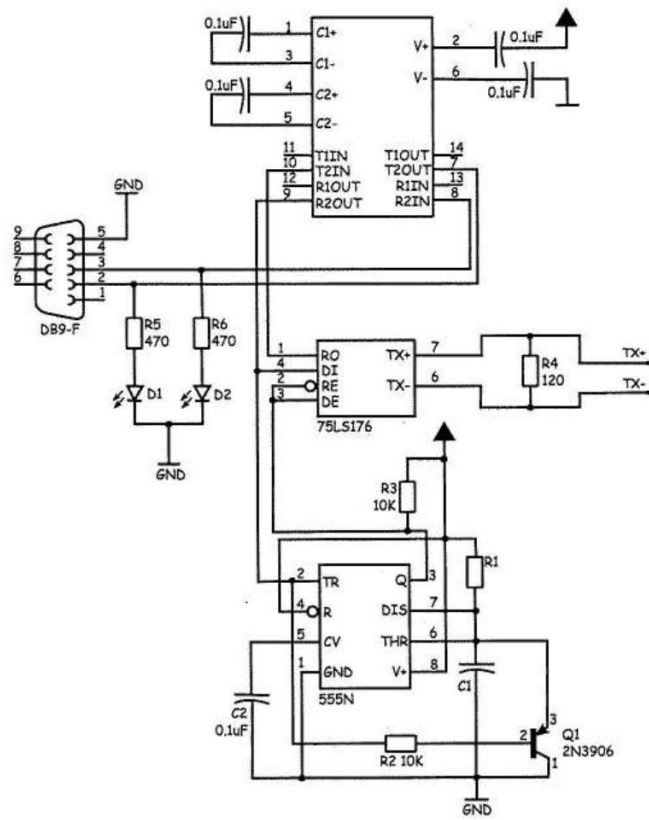 0.1uF 1 C1+ V+ 2 0.1uF
3 C1-
0.1uF 4 C2+ V- 6 0.1uF
5 C2-
11 T1IN T1OUT 14
10 T2IN T2OUT 7
12 R1OUT R1IN 13
9 R2OUT R2IN 8
GND
9 5
8 4
7 3
6 2
1
DB9-F
R5
470
R6
470
D1 D2
GND
1 RO TX+ 7
4 DI
2 RE TX- 6
3 DE
75LS176
R4
120
TX+
TX-
R3
10K
R1
2 TR Q 3
4 R DIS 7
5 CV THR 6
1 GND V+ 8
555N
C1
C2
0.1uF
R2 10K
2 3 1
Q1
2N3906
GND